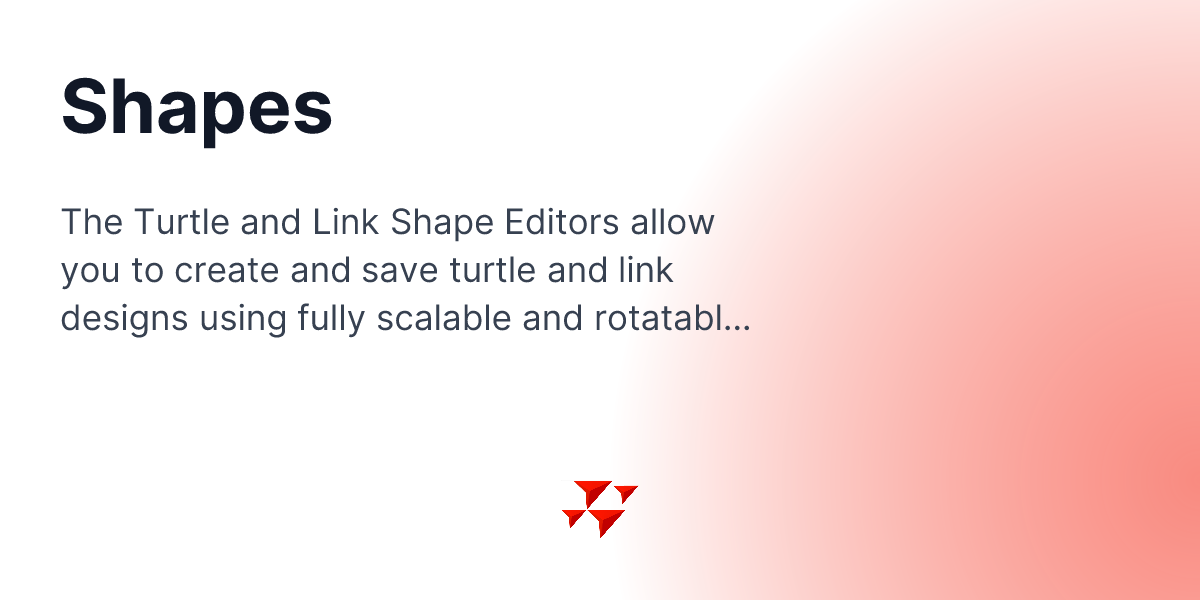 Shapes
The Turtle and Link Shape Editors allow
you to create and save turtle and link
designs using fully scalable and rotatabl...